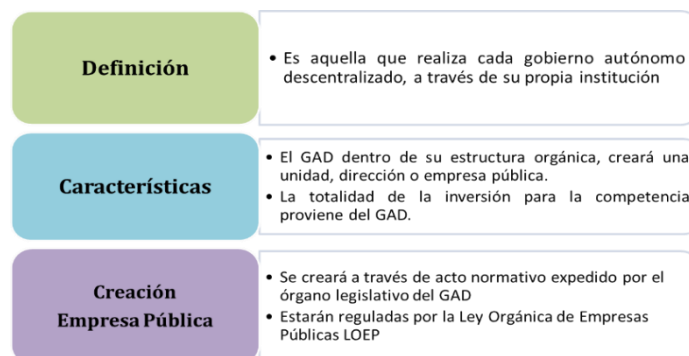 Definición
• Es aquella que realiza cada gobierno autónomo
descentralizado, a través de su propia institución
Características
• El GAD dentro de su estructura orgánica, creará una
unidad, dirección o empresa pública.
• La totalidad de la inversión para la competencia
proviene del GAD.
Creación
Empresa Pública
• Se creará a través de acto normativo expedido por el
órgano legislativo del GAD
• Estarán reguladas por la Ley Orgánica de Empresas
Públicas LOEP